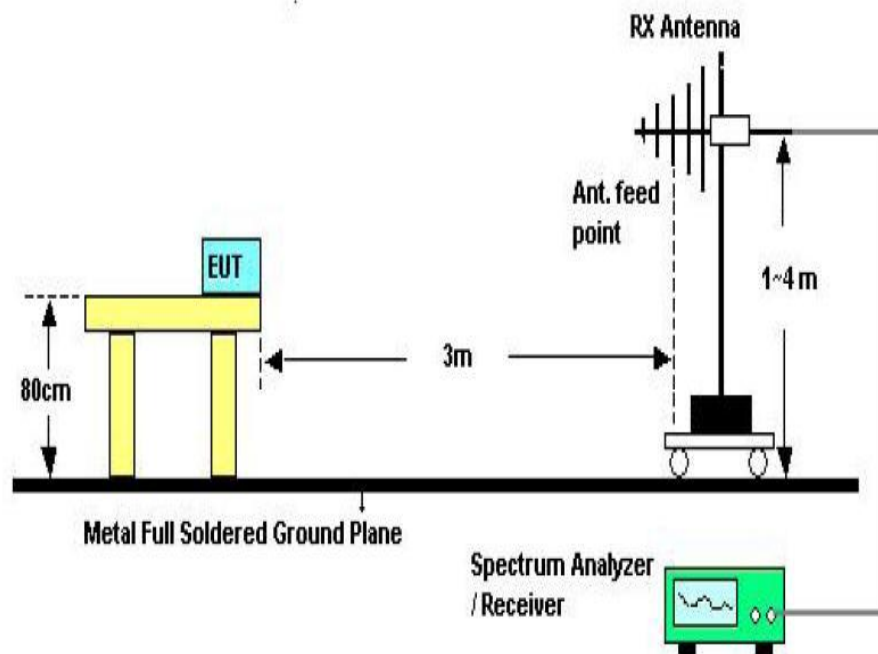 RX Antenna
Ant. feed
point
EUT
1~4 m
3m
80cm
Metal Full Soldered Ground Plane
Spectrum Analyzer
/ Receiver